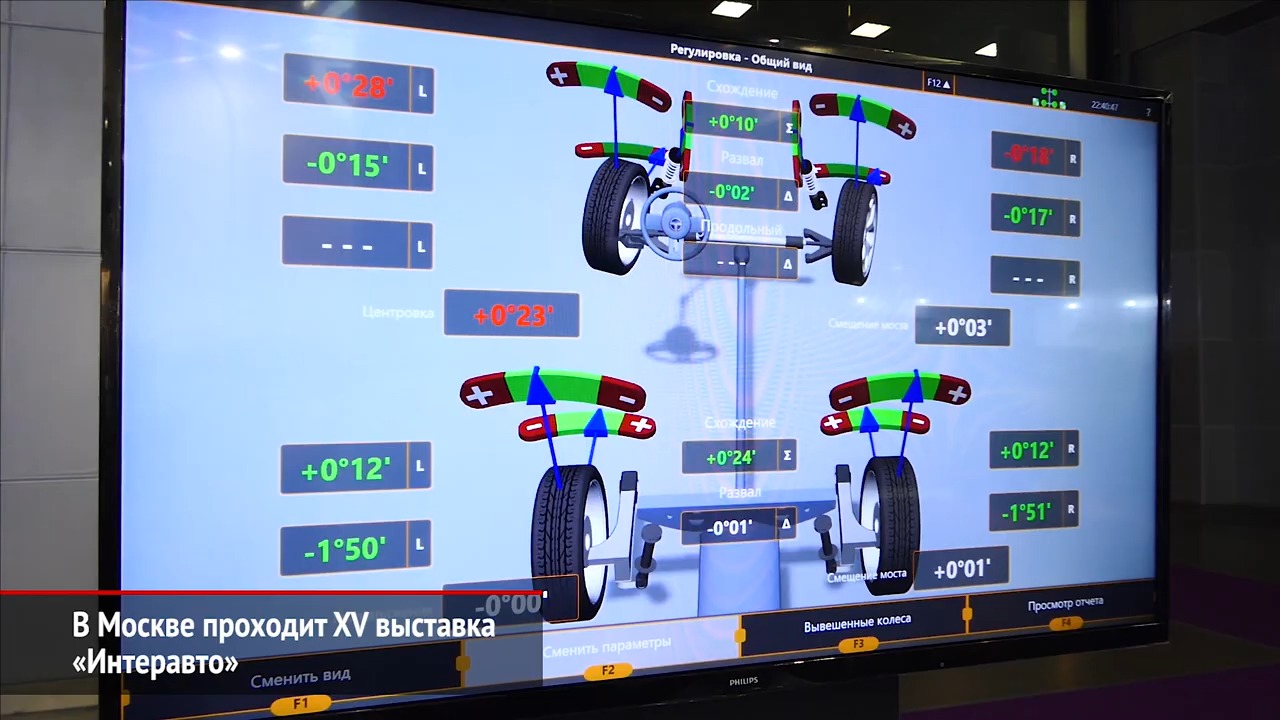 Регулировка - Общий вид
F12 ▲
22:40:47
?
+0°28' L
Схождение
+0°10' Σ
-0°18' R
-0°15' L
Развал
-0°02' Δ
-0°17' R
- - - L
Продольный
- - - Δ
- - - R
Центровка
+0°23'
Смещение моста
+0°03'
Схождение
+0°12' L
+0°24' Σ
+0°12' R
Развал
-1°50' L
-0°01' Δ
-1°51' R
-0°00'
Смещение моста
+0°01'
Сменить вид
F1
Сменить параметры
F2
Вывешенные колеса
F3
Просмотр отчета
F4
PHILIPS
В Москве проходит XV выставка
«Интеравто»